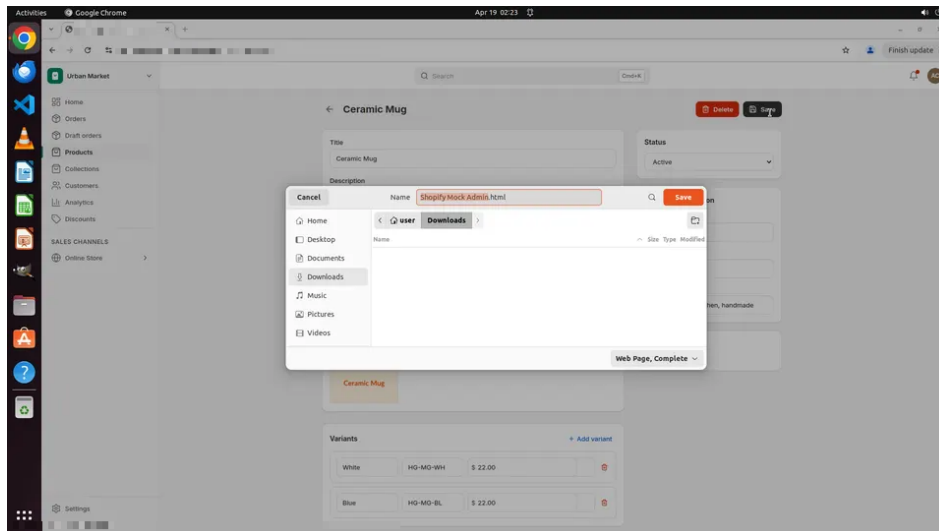 Activities
Google Chrome
Apr 19 02:23
Finish update
Urban Market
Search
Cmd+K
AC
Home
Orders
Draft orders
Products
Collections
Customers
Analytics
Discounts
SALES CHANNELS
Online Store
Settings
Ceramic Mug
Delete
Save
Title
Ceramic Mug
Description
Status
Active
Cancel
Name
Shopify Mock Admin.html
Save
Home
Desktop
Documents
Downloads
Music
Pictures
Videos
user
Downloads
Name
Size
Type
Modified
Web Page, Complete
handmade
Ceramic Mug
Variants
+ Add variant
White
HG-MG-WH
$ 22.00
Blue
HG-MG-BL
$ 22.00